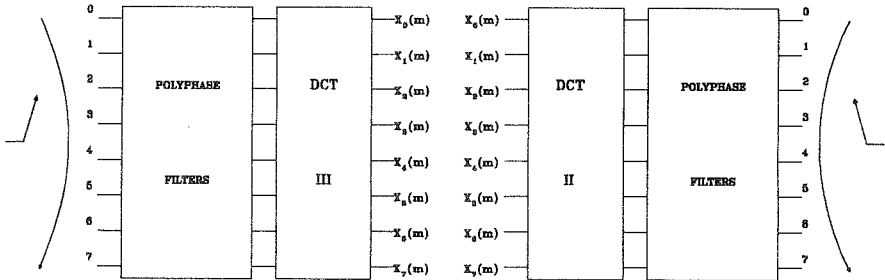 0 X₀(m) X₀(m) 0
1 X₁(m) X₁(m) 1
2 POLYPHASE DCT X₂(m) X₂(m) DCT POLYPHASE 2
3 X₃(m) X₃(m) 3
4 X₄(m) X₄(m) 4
5 FILTERS III X₅(m) X₅(m) II FILTERS 5
6 X₆(m) X₆(m) 6
7 X₇(m) X₇(m) 7